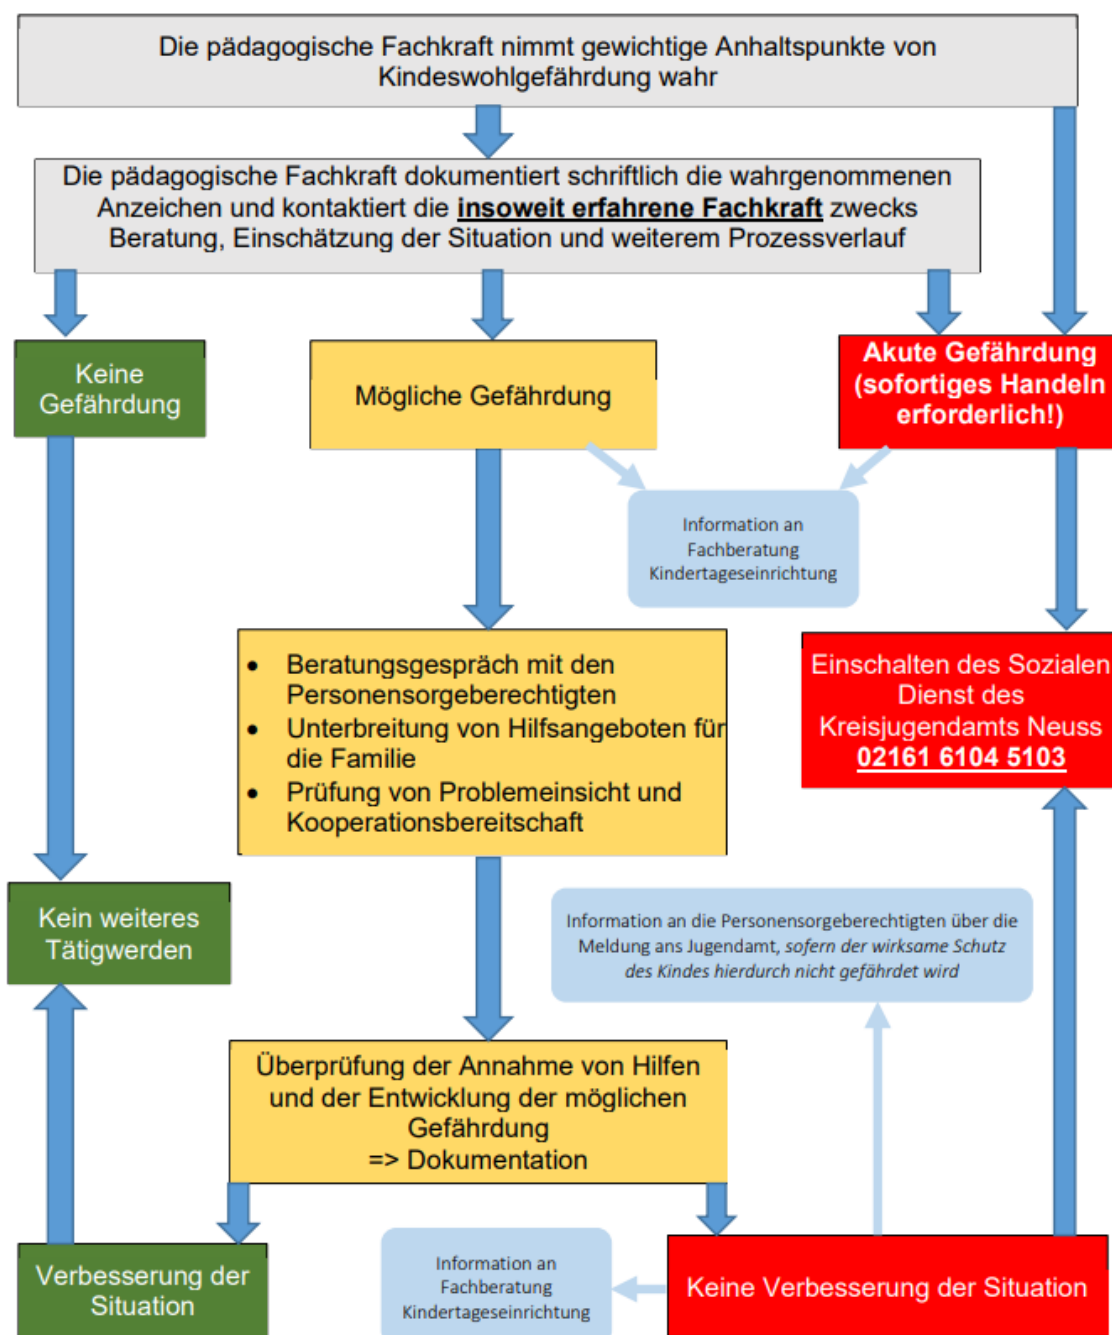 Die pädagogische Fachkraft nimmt gewichtige Anhaltspunkte von
Kindeswohlgefährdung wahr
Die pädagogische Fachkraft dokumentiert schriftlich die wahrgenommenen
Anzeichen und kontaktiert die insoweit erfahrene Fachkraft zwecks
Beratung, Einschätzung der Situation und weiterem Prozessverlauf
Keine
Gefährdung
Mögliche Gefährdung
Akute Gefährdung
(sofortiges Handeln
erforderlich!)
Information an
Fachberatung
Kindertageseinrichtung
• Beratungsgespräch mit den
Personensorgeberechtigten
• Unterbreitung von Hilfsangeboten für
die Familie
• Prüfung von Problemeinsicht und
Kooperationsbereitschaft
Einschalten des Sozialen
Dienst des
Kreisjugendamts Neuss
02161 6104 5103
Kein weiteres
Tätigwerden
Information an die Personensorgeberechtigten über die
Meldung ans Jugendamt, sofern der wirksame Schutz
des Kindes hierdurch nicht gefährdet wird
Überprüfung der Annahme von Hilfen
und der Entwicklung der möglichen
Gefährdung
=> Dokumentation
Verbesserung der
Situation
Information an
Fachberatung
Kindertageseinrichtung
Keine Verbesserung der Situation